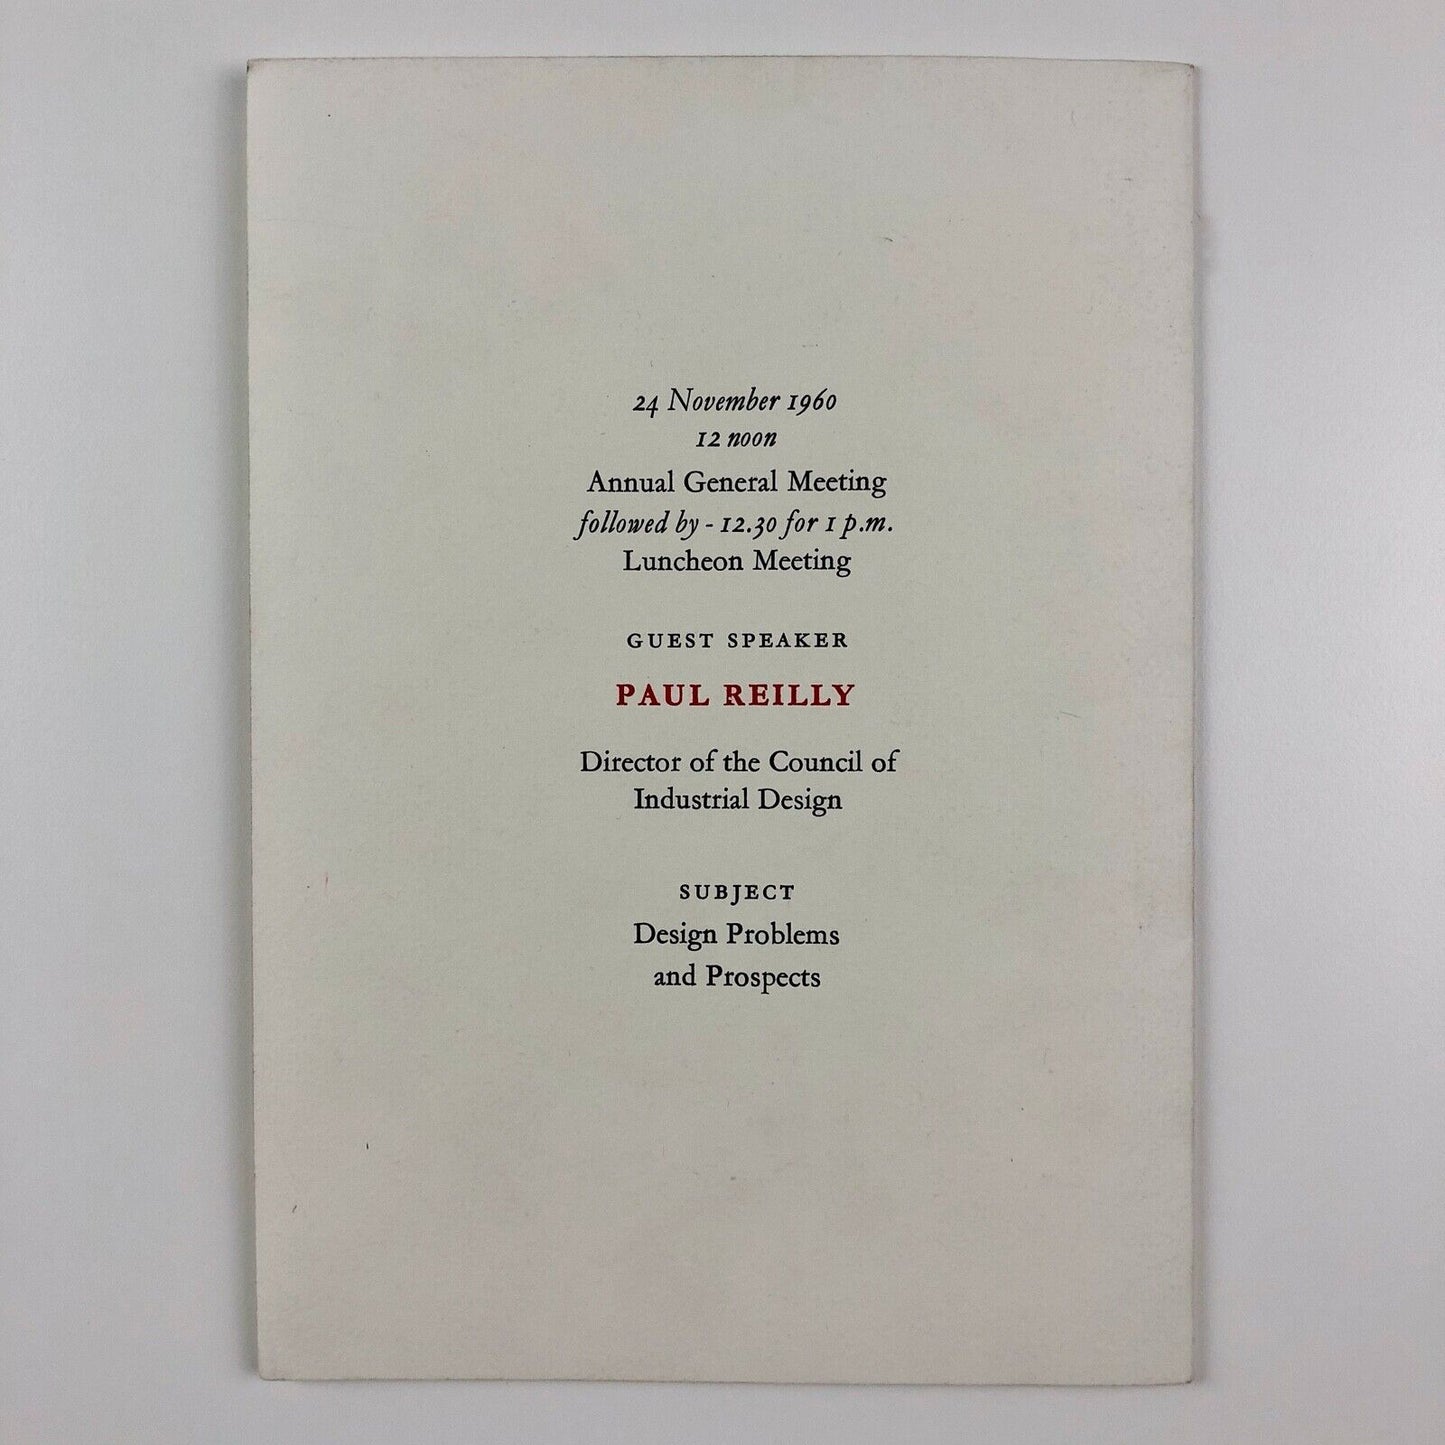 24 November 1960
12 noon
Annual General Meeting
followed by - 12.30 for 1 p.m.
Luncheon Meeting
GUEST SPEAKER
PAUL REILLY
Director of the Council of
Industrial Design
SUBJECT
Design Problems
and Prospects